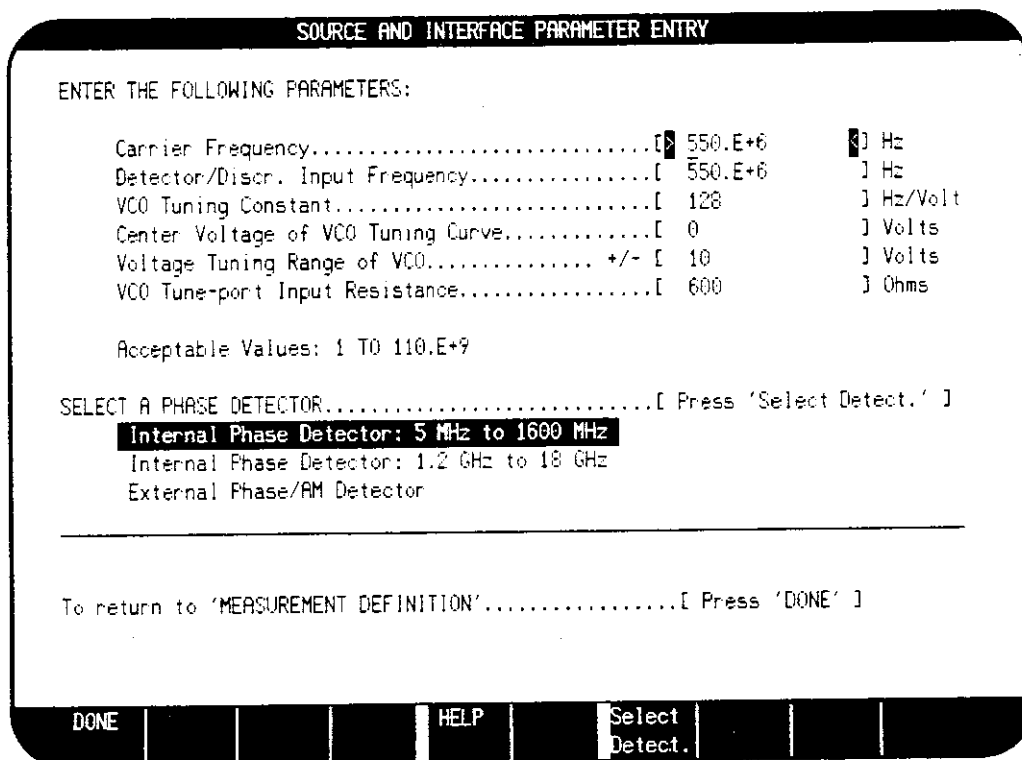 SOURCE AND INTERFACE PARAMETER ENTRY
ENTER THE FOLLOWING PARAMETERS:
Carrier Frequency...............................[> 550.E+6 <] Hz
Detector/Discr. Input Frequency.................[ 550.E+6 ] Hz
VCO Tuning Constant.............................[ 128 ] Hz/Volt
Center Voltage of VCO Tuning Curve..............[ 0 ] Volts
Voltage Tuning Range of VCO............... +/- [ 10 ] Volts
VCO Tune-port Input Resistance..................[ 600 ] Ohms
Acceptable Values: 1 TO 110.E+9
SELECT A PHASE DETECTOR..............................[ Press 'Select Detect.' ]
Internal Phase Detector: 5 MHz to 1600 MHz
Internal Phase Detector: 1.2 GHz to 18 GHz
External Phase/AM Detector
To return to 'MEASUREMENT DEFINITION'..................[ Press 'DONE' ]
DONE HELP Select
Detect.